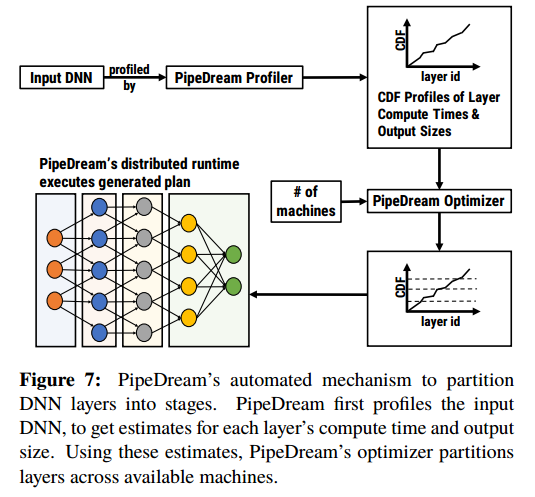 Input DNN
profiled
by
PipeDream Profiler
CDF
layer id
CDF Profiles of Layer
Compute Times &
Output Sizes
PipeDream's distributed runtime
executes generated plan
# of
machines
PipeDream Optimizer
CDF
layer id
Figure 7: PipeDream's automated mechanism to partition
DNN layers into stages. PipeDream first profiles the input
DNN, to get estimates for each layer's compute time and output
size. Using these estimates, PipeDream's optimizer partitions
layers across available machines.